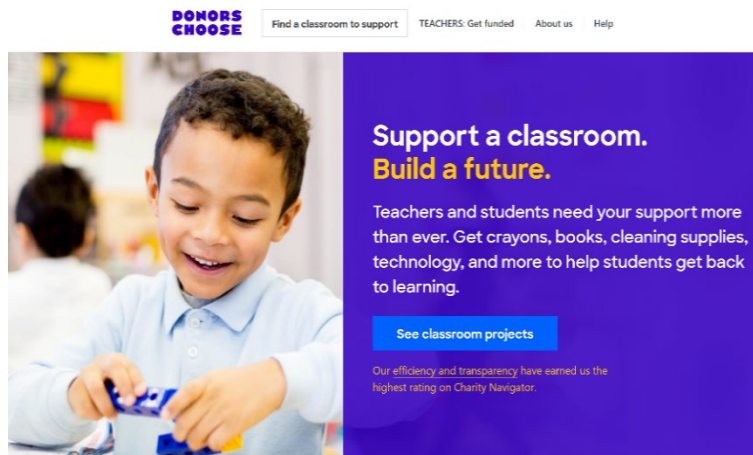 DONORS
CHOOSE
Find a classroom to support
TEACHERS: Get funded
About us
Help
Support a classroom.
Build a future.
Teachers and students need your support more
than ever. Get crayons, books, cleaning supplies,
technology, and more to help students get back
to learning.
See classroom projects
Our efficiency and transparency have earned us the
highest rating on Charity Navigator.